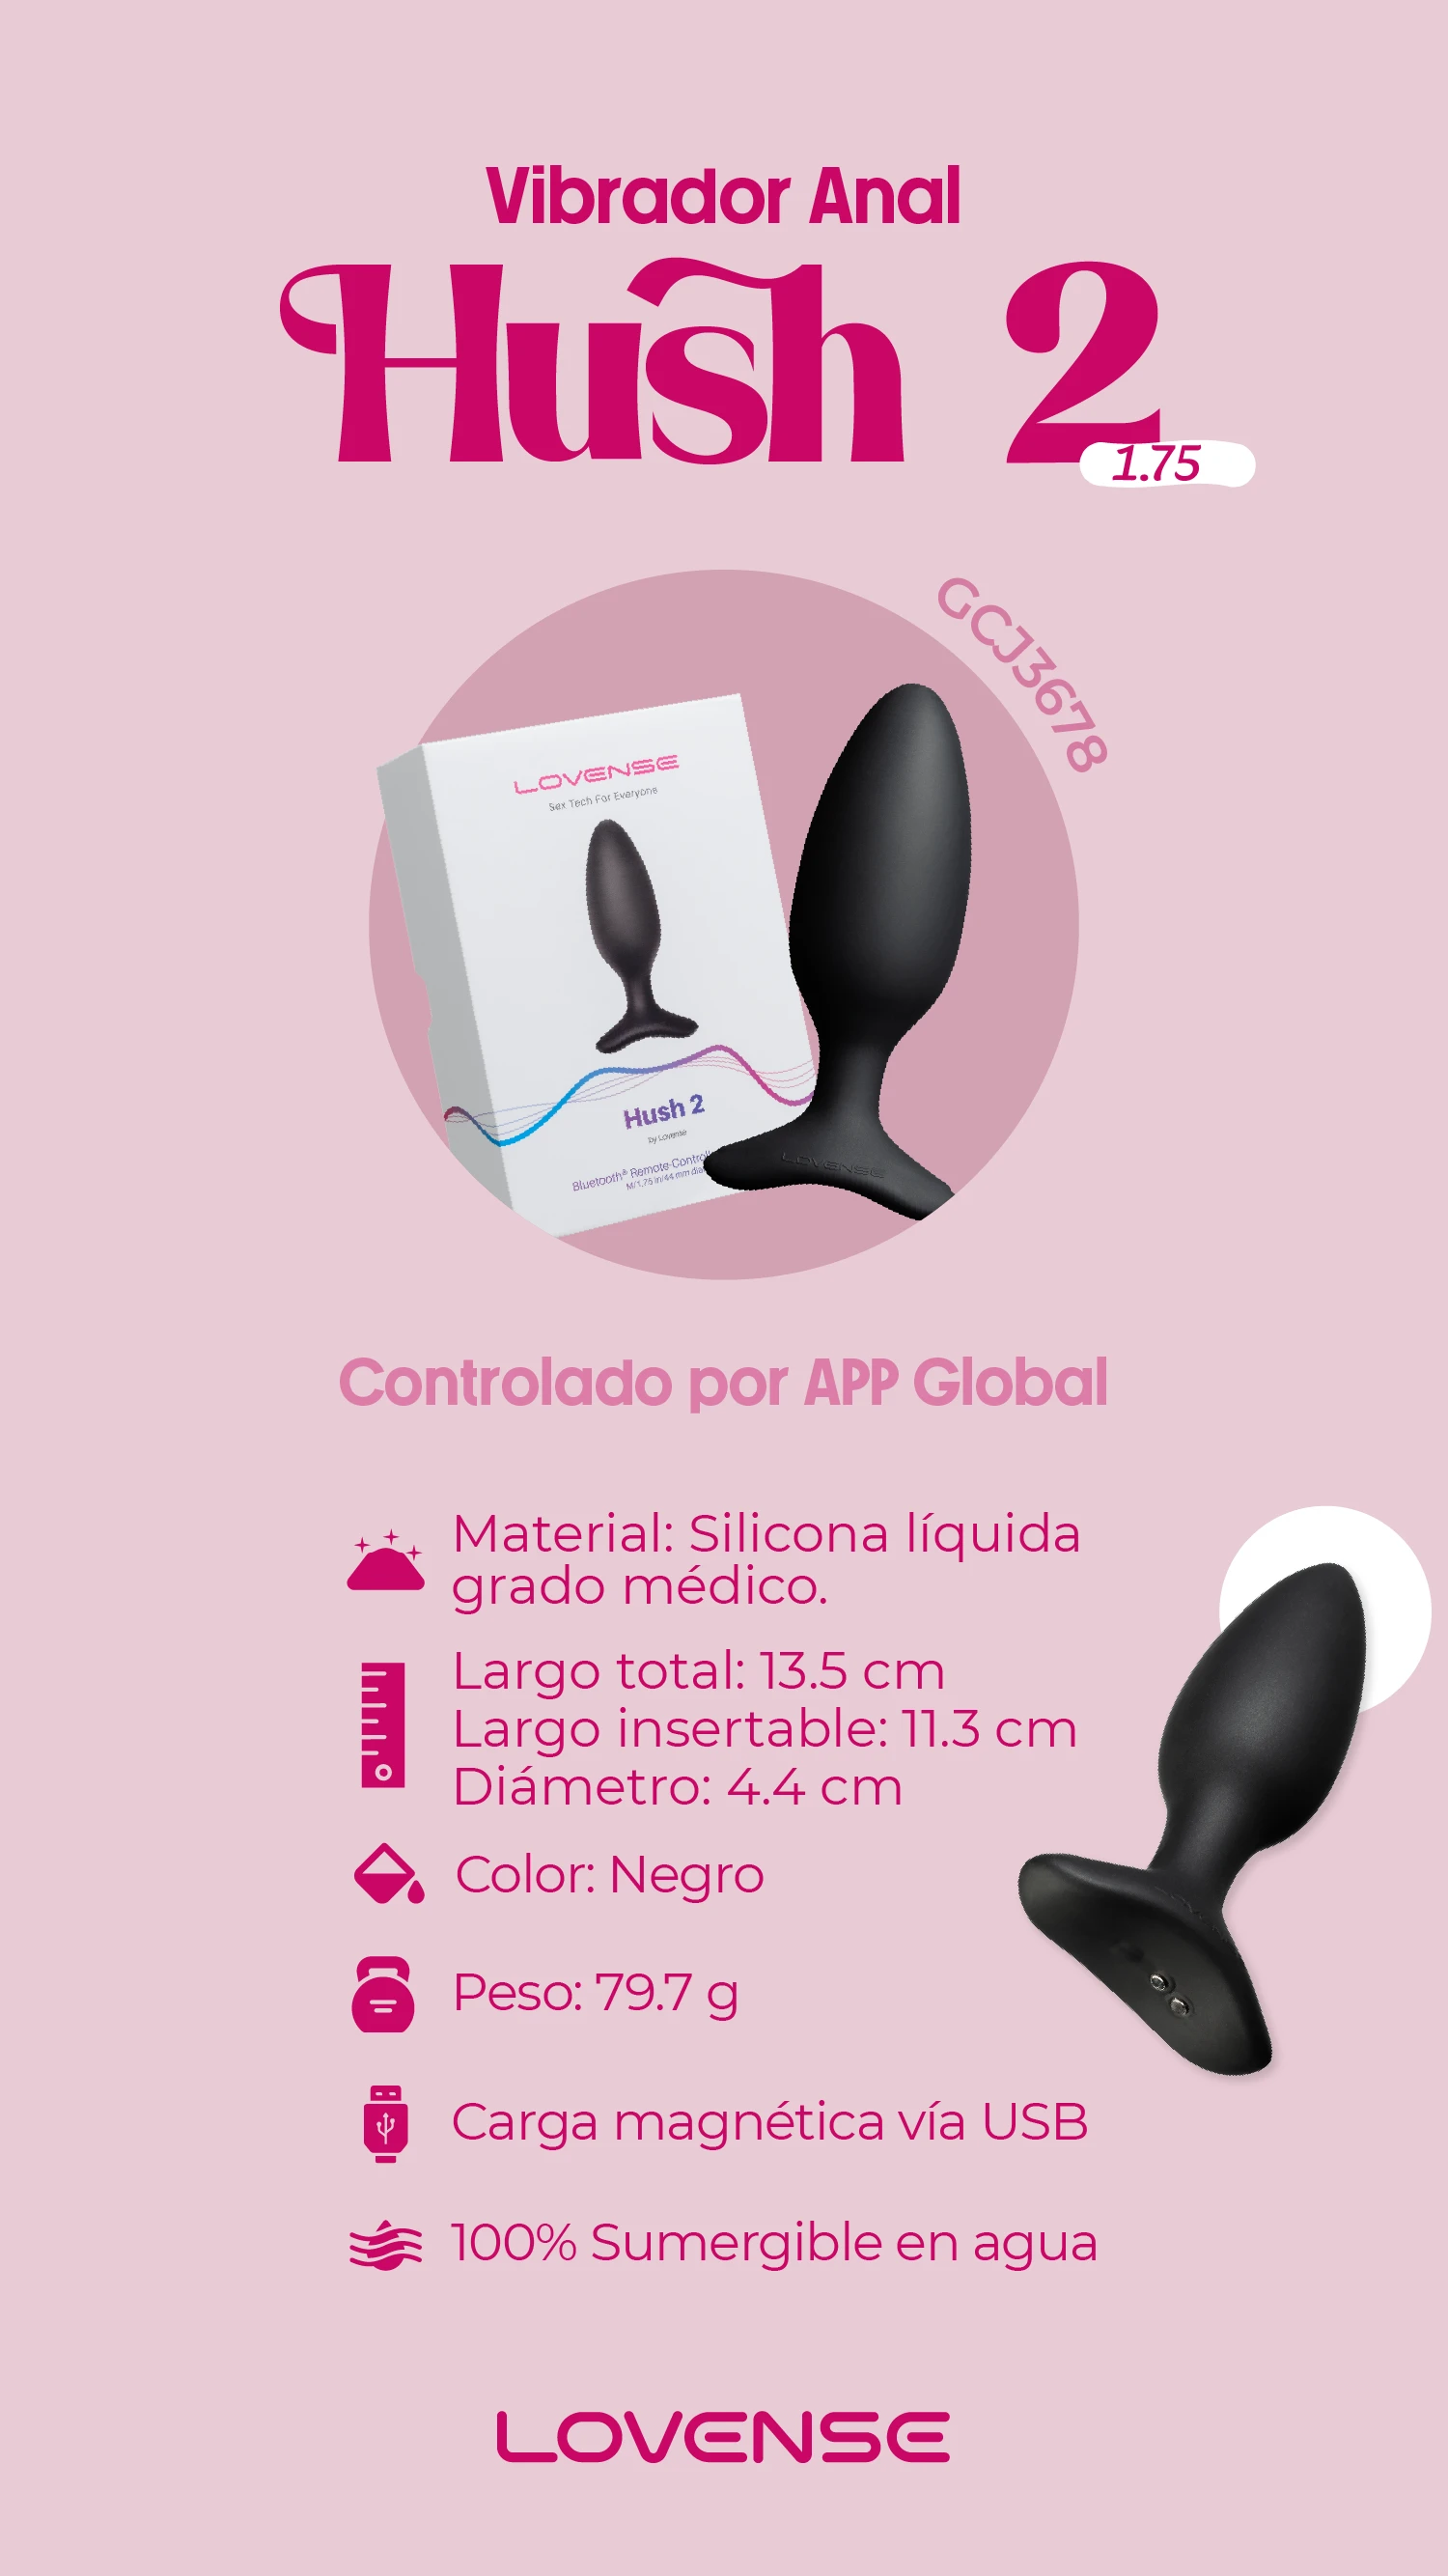 Vibrador Anal
Hush 2
1.75
GCJ3678
LOVENSE
Sex Tech For Everyone
Hush 2
by Lovense
Bluetooth® Remote-Control
M/1.75 in/44 mm
LOVENSE
Controlado por APP Global
Material: Silicona líquida
grado médico.
Largo total: 13.5 cm
Largo insertable: 11.3 cm
Diámetro: 4.4 cm
Color: Negro
Peso: 79.7 g
Carga magnética vía USB
100% Sumergible en agua
LOVENSE